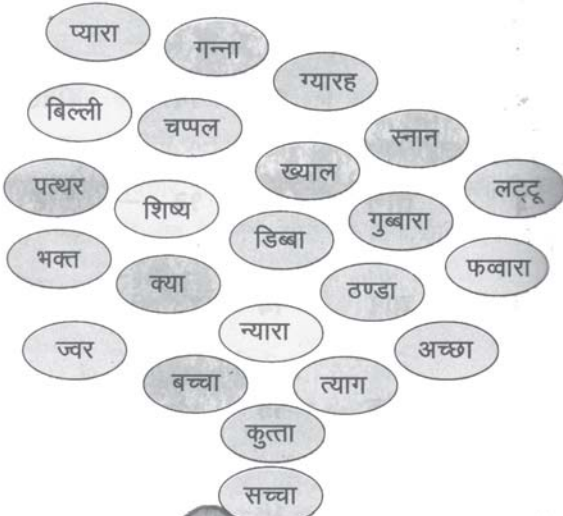 प्यारा
गन्ना
ग्यारह
बिल्ली
चप्पल
स्नान
ख्याल
पत्थर
लट्टू
शिष्य
गुब्बारा
डिब्बा
भक्त
फव्वारा
क्या
ठण्डा
न्यारा
ज्वर
अच्छा
बच्चा
त्याग
कुत्ता
सच्चा